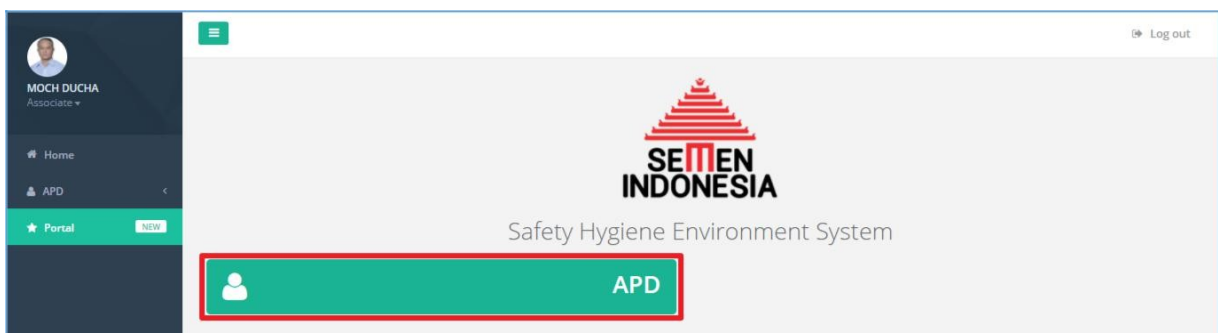 MOCH DUCHA
Associate
Home
APD
Portal NEW
Log out
SEMEN
INDONESIA
Safety Hygiene Environment System
APD